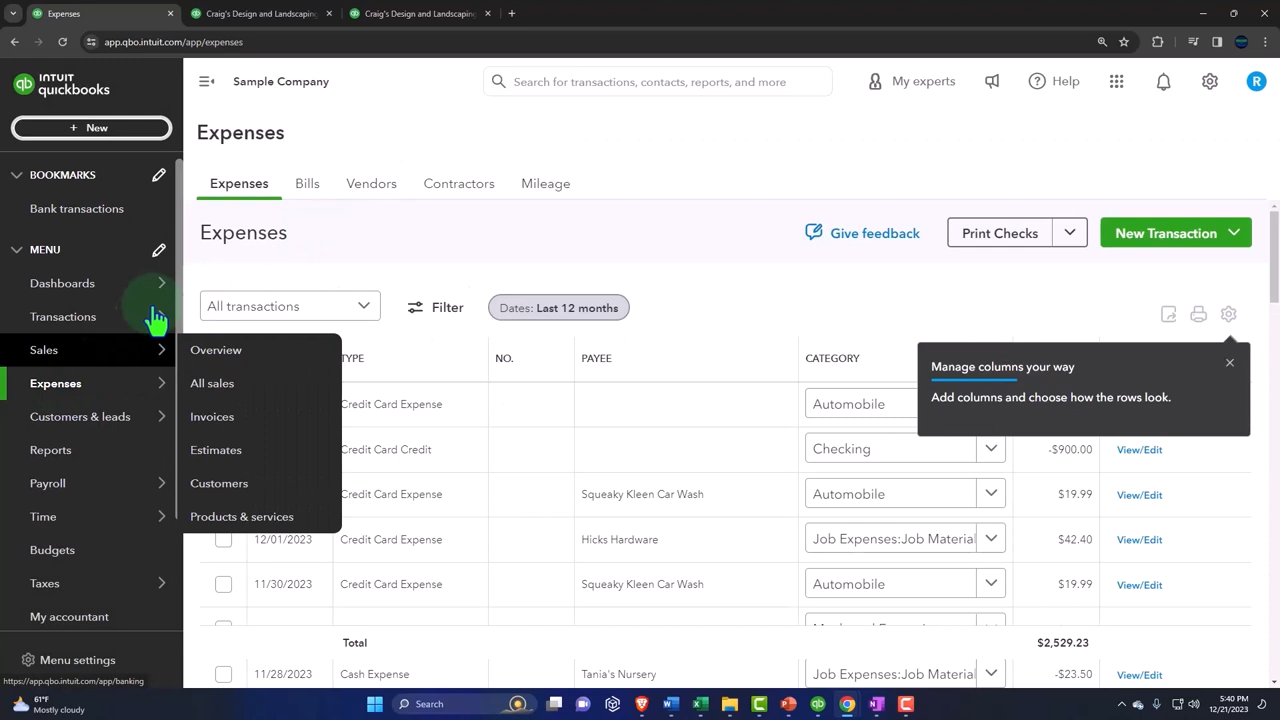 Expenses
Craig's Design and Landscaping
Craig's Design and Landscaping
app.qbo.intuit.com/app/expenses
INTUIT
quickbooks
Sample Company
Search for transactions, contacts, reports, and more
My experts
Help
R
+ New
BOOKMARKS
Bank transactions
MENU
Dashboards
Transactions
Sales
Expenses
Customers & leads
Reports
Payroll
Time
Budgets
Taxes
My accountant
Menu settings
https://app.qbo.intuit.com/app/banking
Overview
All sales
Invoices
Estimates
Customers
Products & services
Expenses
Expenses Bills Vendors Contractors Mileage
Expenses
Give feedback
Print Checks
New Transaction
All transactions
Filter
Dates: Last 12 months
Manage columns your way
Add columns and choose how the rows look.
TYPE NO. PAYEE CATEGORY
Credit Card Expense Automobile
Credit Card Credit Checking -$900.00 View/Edit
Credit Card Expense Squeaky Kleen Car Wash Automobile $19.99 View/Edit
12/01/2023 Credit Card Expense Hicks Hardware Job Expenses:Job Material $42.40 View/Edit
11/30/2023 Credit Card Expense Squeaky Kleen Car Wash Automobile $19.99 View/Edit
Total $2,529.23
11/28/2023 Cash Expense Tania's Nursery Job Expenses:Job Material -$23.50 View/Edit
61°F
Mostly cloudy
Search
5:40 PM
12/21/2023